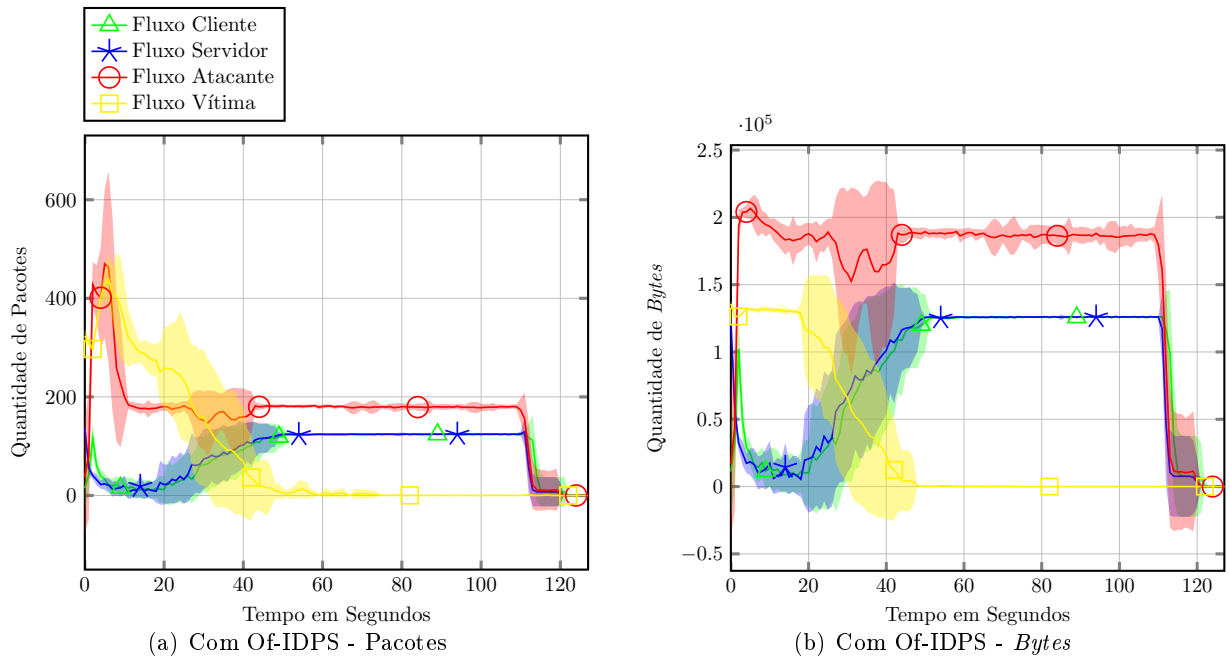 Fluxo Cliente
Fluxo Servidor
Fluxo Atacante
Fluxo Vítima
600
400
200
0
Quantidade de Pacotes
0 20 40 60 80 100 120
Tempo em Segundos
(a) Com Of-IDPS - Pacotes
·10^5
2.5
2
1.5
1
0.5
0
−0.5
Quantidade de Bytes
0 20 40 60 80 100 120
Tempo em Segundos
(b) Com Of-IDPS - Bytes